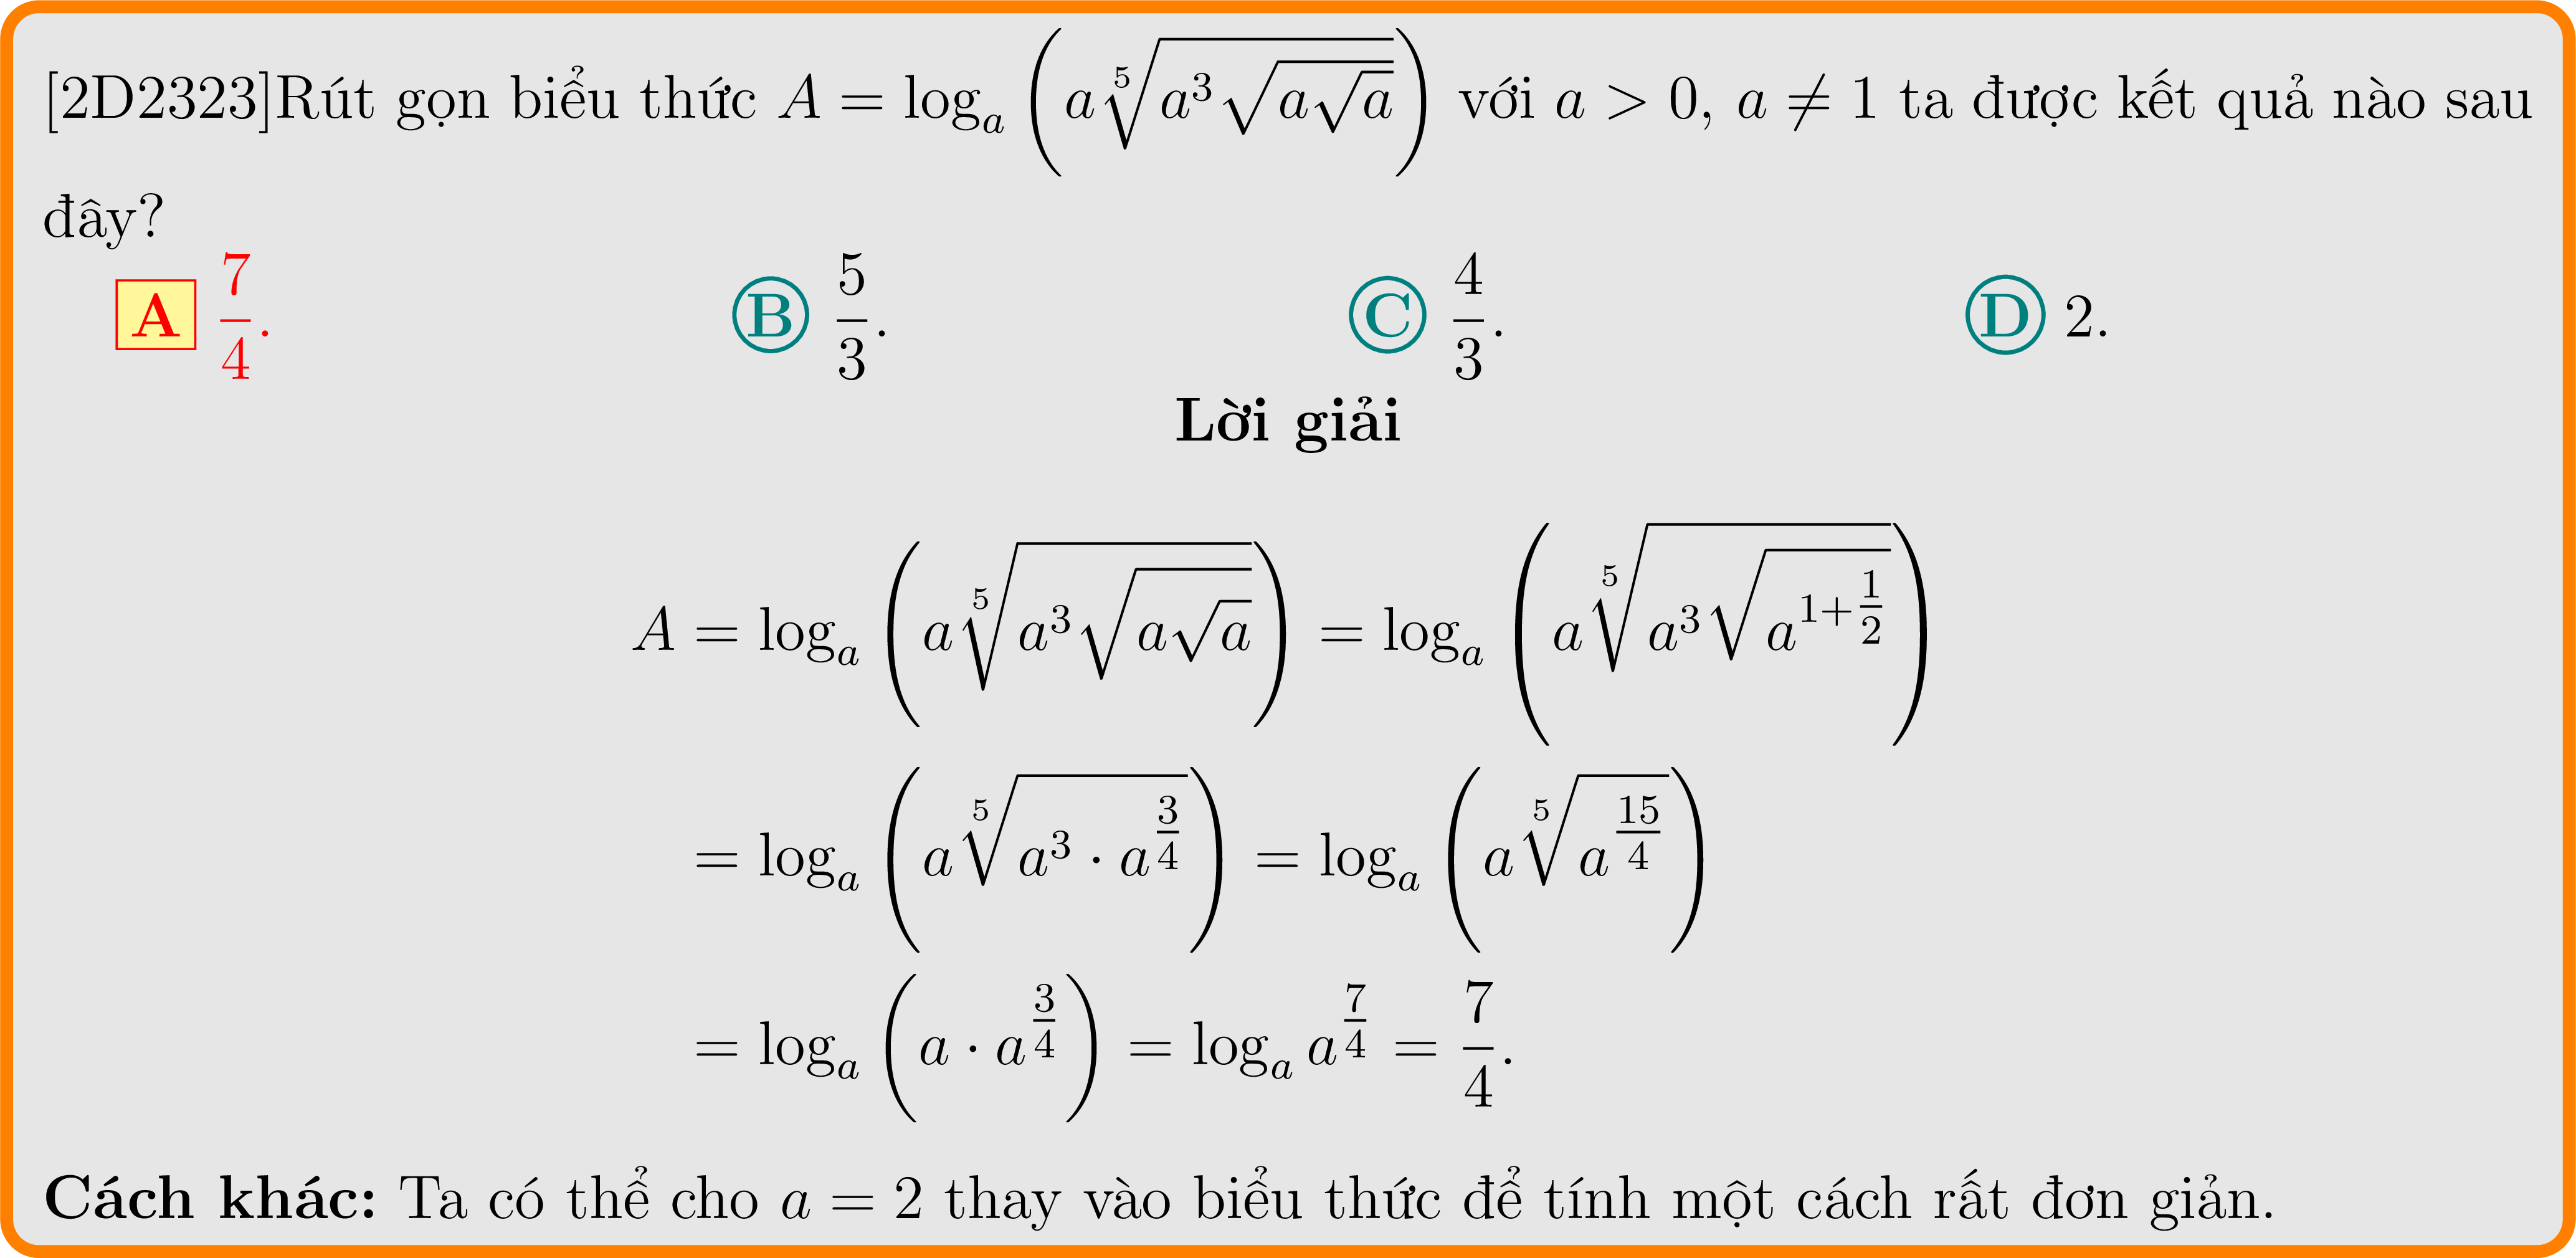 [2D2323]Rút gọn biểu thức $A = \log_a \left( a\sqrt[5]{a^3\sqrt{a\sqrt{a}}} \right)$ với $a > 0$, $a \neq 1$ ta được kết quả nào sau
đây?
A $\dfrac{7}{4}$. B $\dfrac{5}{3}$. C $\dfrac{4}{3}$. D 2.
Lời giải
$A = \log_a \left( a\sqrt[5]{a^3\sqrt{a\sqrt{a}}} \right) = \log_a \left( a\sqrt[5]{a^3\sqrt{a^{1+\frac{1}{2}}}} \right)$
$= \log_a \left( a\sqrt[5]{a^3 \cdot a^{\frac{3}{4}}} \right) = \log_a \left( a\sqrt[5]{a^{\frac{15}{4}}} \right)$
$= \log_a \left( a \cdot a^{\frac{3}{4}} \right) = \log_a a^{\frac{7}{4}} = \dfrac{7}{4}.$
Cách khác: Ta có thể cho $a = 2$ thay vào biểu thức để tính một cách rất đơn giản.